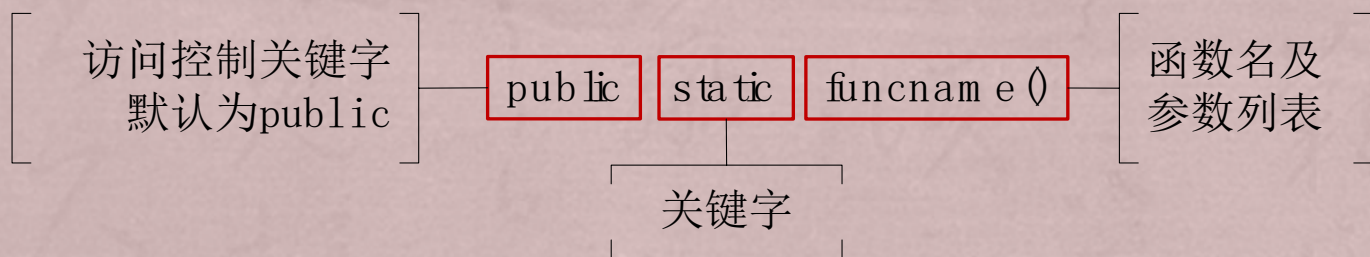 访问控制关键字
默认为public
public static funcname()
函数名及
参数列表
关键字